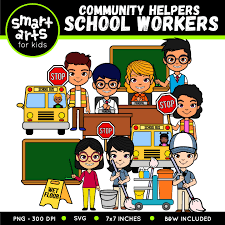 smart
arts
for kids
COMMUNITY HELPERS
SCHOOL WORKERS
STOP
STOP
STOP
WET
FLOOR
PNG - 300 DPI
SVG
7x7 INCHES
B&W INCLUDED